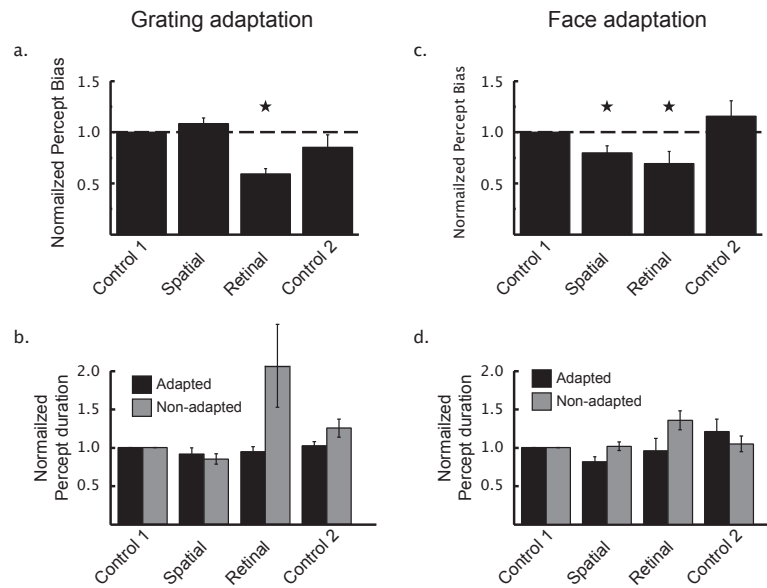 Grating adaptation
a.
Normailzed Percept Bias
1.5
1.0
0.5
★
Control 1
Spatial
Retinal
Control 2
b.
Normailzed
Percept duration
2.0
1.5
1.0
0.5
Adapted
Non-adapted
Control 1
Spatial
Retinal
Control 2
Face adaptation
c.
Normailzed Percept Bias
1.5
1.0
0.5
★ ★
Control 1
Spatial
Retinal
Control 2
d.
Normailzed
Percept duration
2.0
1.5
1.0
0.5
Adapted
Non-adapted
Control 1
Spatial
Retinal
Control 2